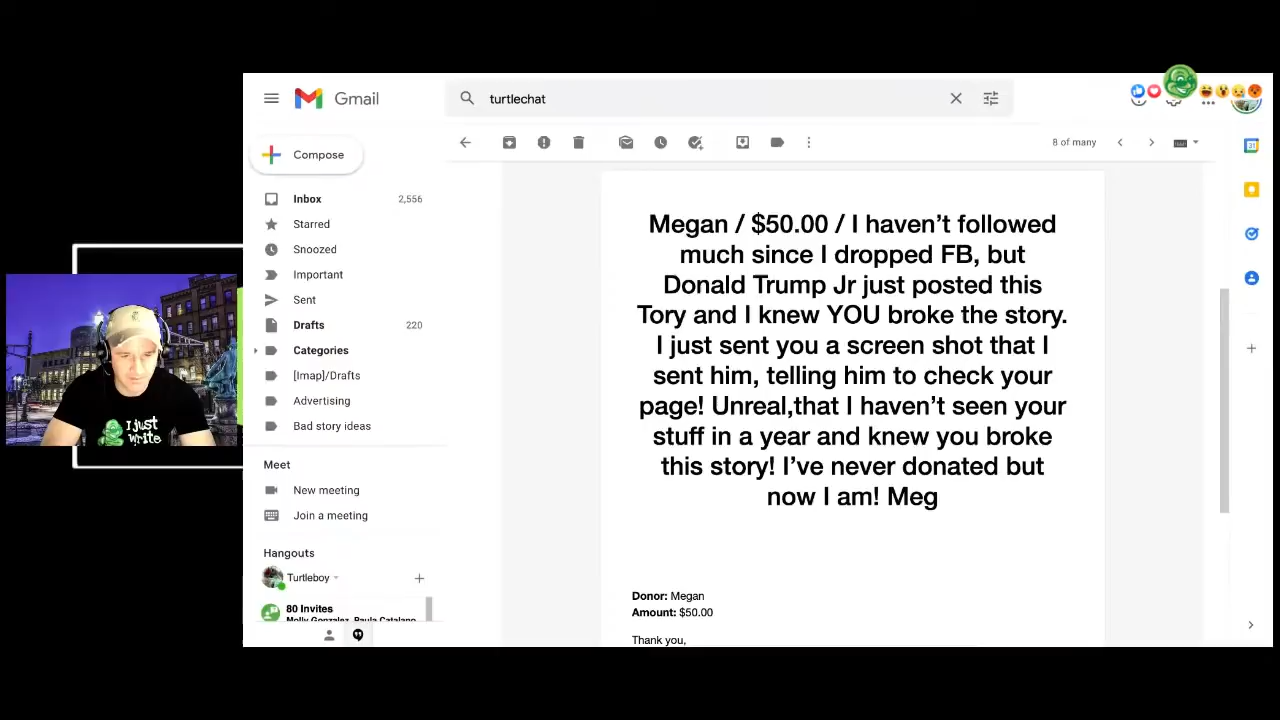 Gmail
turtlechat
Compose
8 of many
Inbox 2,556
Starred
Snoozed
Important
Sent
Drafts 220
Categories
[Imap]/Drafts
Advertising
Bad story ideas
Meet
New meeting
Join a meeting
Hangouts
Turtleboy
80 Invites
Molly Gonzalez, Paula Catalano
I just
write
Megan / $50.00 / I haven’t followed
much since I dropped FB, but
Donald Trump Jr just posted this
Tory and I knew YOU broke the story.
I just sent you a screen shot that I
sent him, telling him to check your
page! Unreal,that I haven’t seen your
stuff in a year and knew you broke
this story! I’ve never donated but
now I am! Meg
Donor: Megan
Amount: $50.00
Thank you,